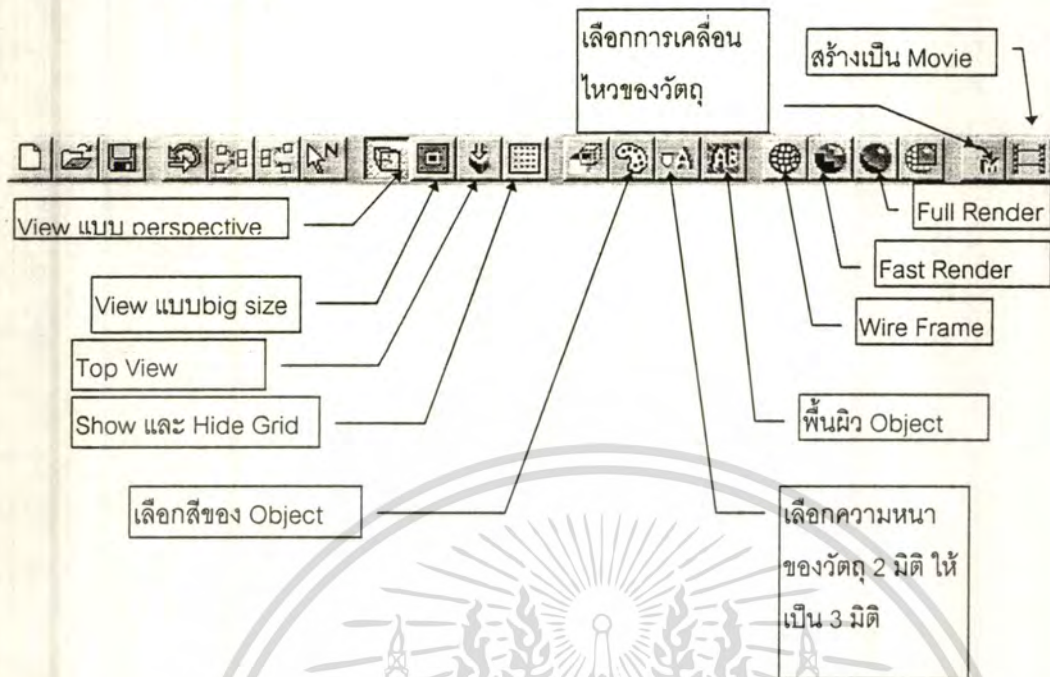 เลือกการเคลื่อน
ไหวของวัตถุ
สร้างเป็น Movie
View แบบ perspective
Full Render
View แบบbig size
Fast Render
Wire Frame
Top View
Show และ Hide Grid
พื้นผิว Object
เลือกสีของ Object
เลือกความหนา
ของวัตถุ 2 มิติ ให้
เป็น 3 มิติ